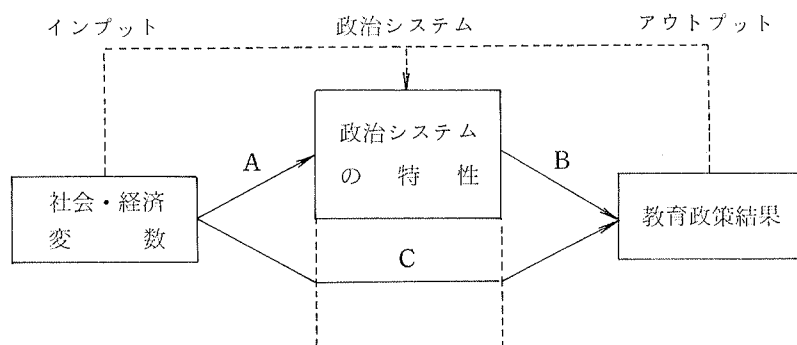 インプット
政治システム
アウトプット
政治システム
の特性
A
B
社会・経済
変数
教育政策結果
C